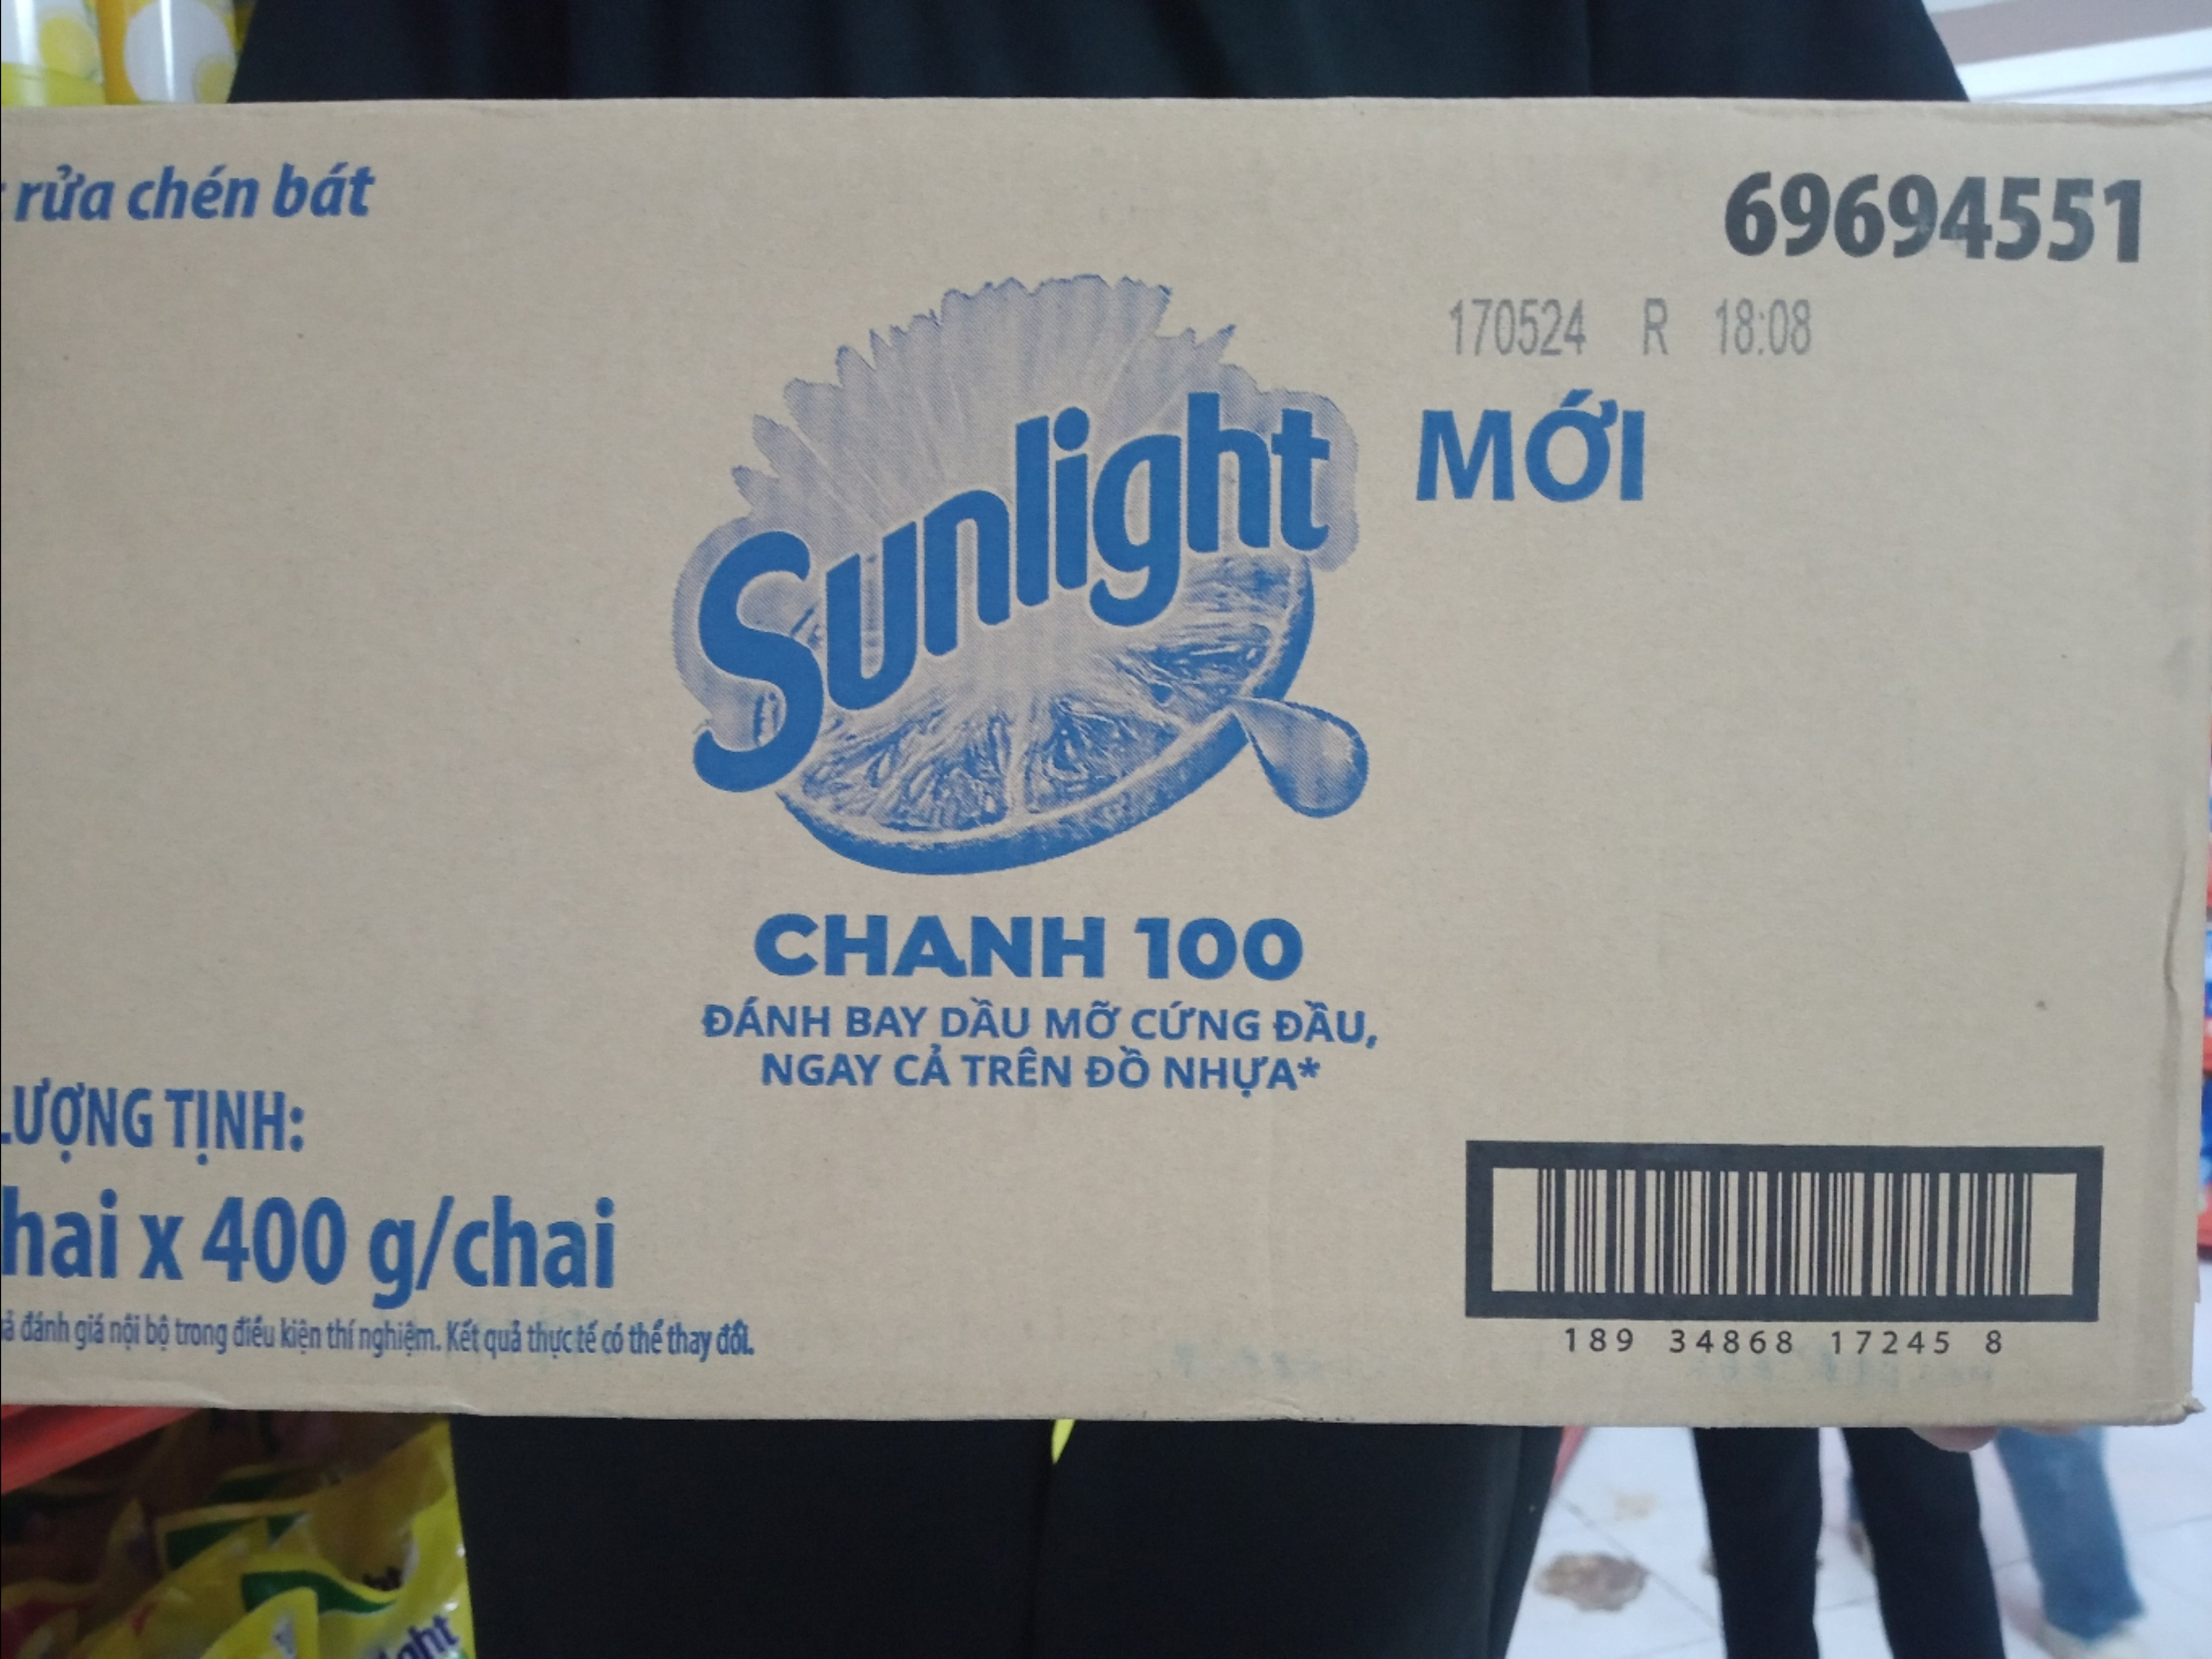 rửa chén bát
69694551
170524 R 18:08
MỚI
Sunlight
CHANH 100
ĐÁNH BAY DẦU MỠ CỨNG ĐẦU,
NGAY CẢ TRÊN ĐỒ NHỰA*
LƯỢNG TỊNH:
hai x 400 g/chai
ả đánh giá nội bộ trong điều kiện thí nghiệm. Kết quả thực tế có thể thay đổi.
189 34868 17245 8